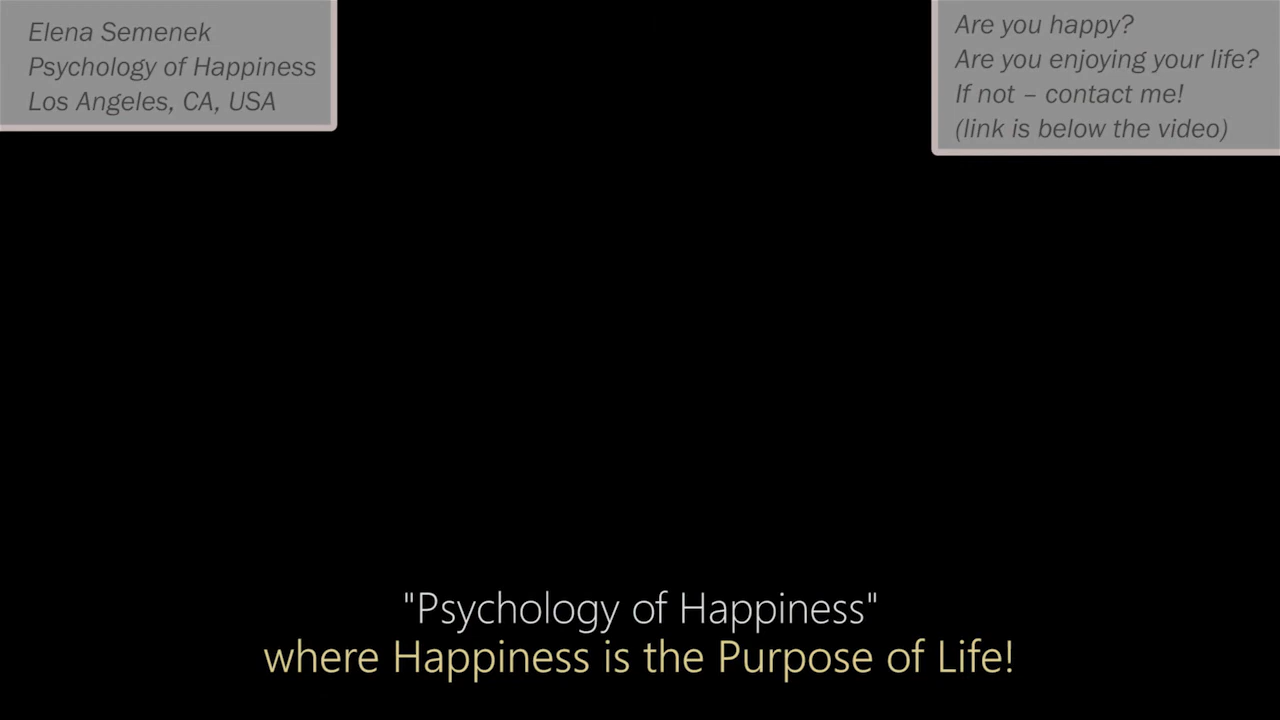 Elena Semenek
Psychology of Happiness
Los Angeles, CA, USA
Are you happy?
Are you enjoying your life?
If not – contact me!
(link is below the video)
"Psychology of Happiness"
where Happiness is the Purpose of Life!